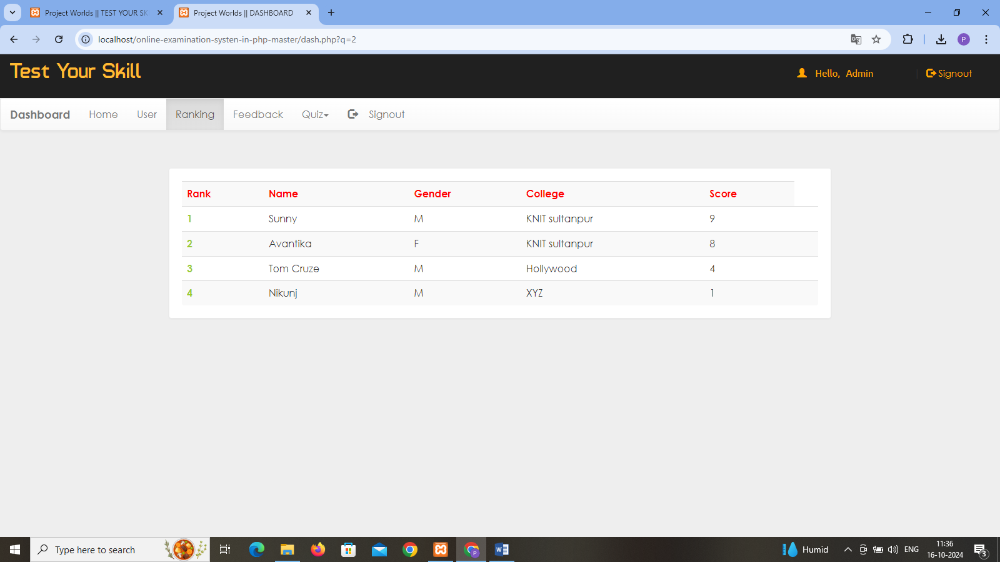 Project Worlds || TEST YOUR SK
Project Worlds || DASHBOARD
localhost/online-examination-systen-in-php-master/dash.php?q=2
P
Test Your Skill
Hello, Admin
Signout
Dashboard Home User Ranking Feedback Quiz Signout
Rank Name Gender College Score
1 Sunny M KNIT sultanpur 9
2 Avantika F KNIT sultanpur 8
3 Tom Cruze M Hollywood 4
4 Nikunj M XYZ 1
Type here to search
P
Humid
ENG
11:36
16-10-2024
3